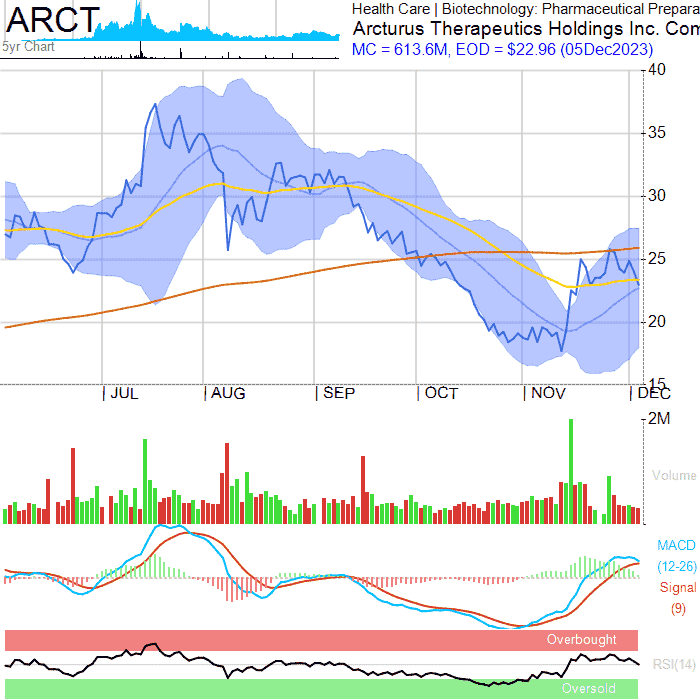 ARCT
5yr Chart
Health Care | Biotechnology: Pharmaceutical Prepara
Arcturus Therapeutics Holdings Inc. Com
MC = 613.6M, EOD = $22.96 (05Dec2023)
40
35
30
25
20
15
JUL AUG SEP OCT NOV DEC
2M
Volume
MACD
(12-26)
Signal
(9)
Overbought
RSI(14)
Oversold